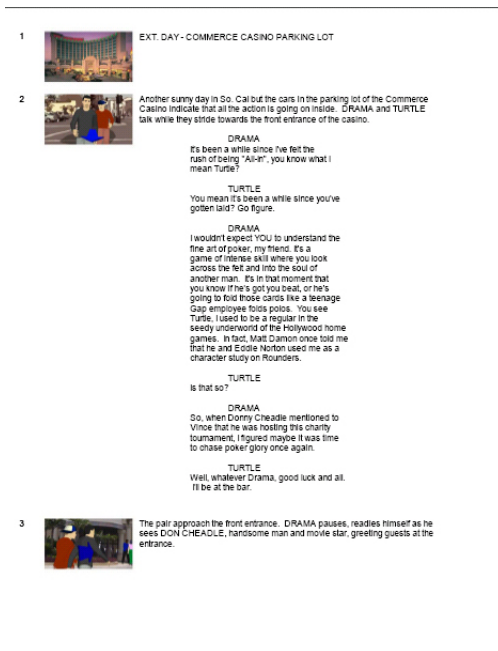 1
EXT. DAY - COMMERCE CASINO PARKING LOT
2
Another sunny day in So. Cal but the cars in the parking lot of the Commerce
Casino indicate that all the action is going on inside. DRAMA and TURTLE
talk while they stride towards the front entrance of the casino.
DRAMA
It's been a while since I've felt the
rush of being "All-in", you know what I
mean Turtle?
TURTLE
You mean it's been a while since you've
gotten laid? Go figure.
DRAMA
I wouldn't expect YOU to understand the
fine art of poker, my friend. It's a
game of intense skill where you look
across the felt and into the soul of
another man. It's in that moment that
you know if he's got you beat, or he's
going to fold those cards like a teenage
Gap employee folds polos. You see
Turtle, I used to be a regular in the
seedy underworld of the Hollywood home
games. In fact, Matt Damon once told me
that he and Eddie Norton used me as a
character study on Rounders.
TURTLE
Is that so?
DRAMA
So, when Donny Cheadle mentioned to
Vince that he was hosting this charity
tournament, I figured maybe it was time
to chase poker glory once again.
TURTLE
Well, whatever Drama, good luck and all.
I'll be at the bar.
3
The pair approach the front entrance. DRAMA pauses, readies himself as he
sees DON CHEADLE, handsome man and movie star, greeting guests at the
entrance.